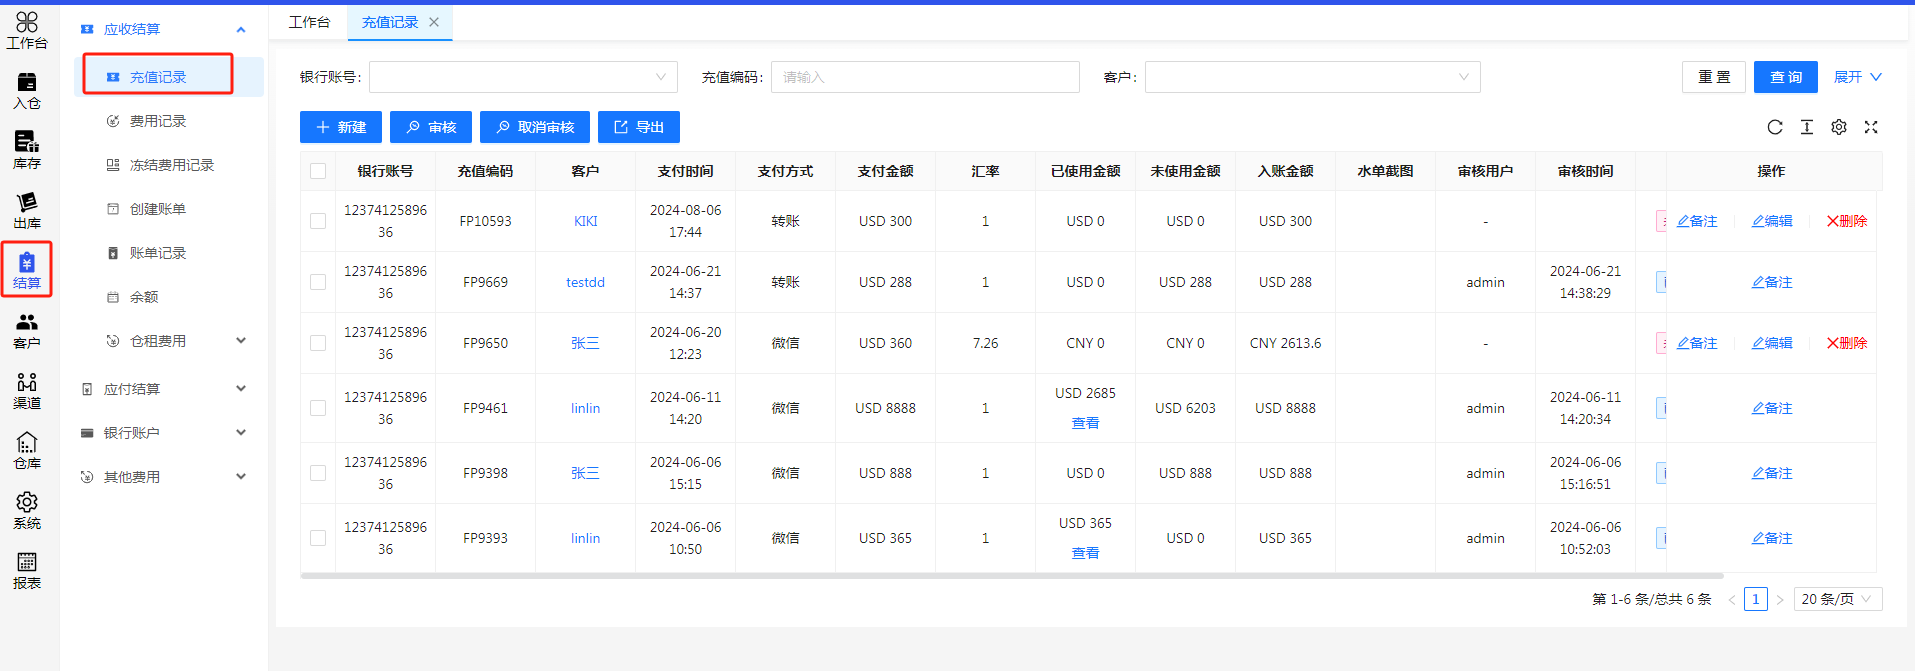 工作台
入仓
库存
出库
结算
客户
渠道
仓库
系统
报表
应收结算
充值记录
费用记录
冻结费用记录
创建账单
账单记录
余额
仓租费用
应付结算
银行账户
其他费用
工作台 充值记录
银行账号: 充值编码: 请输入 客户: 重置 查询 展开
新建 审核 取消审核 导出
银行账号 充值编码 客户 支付时间 支付方式 支付金额 汇率 已使用金额 未使用金额 入账金额 水单截图 审核用户 审核时间 操作
12374125896 2024-08-06
FP10593 KIKI 转账 USD 300 1 USD 0 USD 0 USD 300 - 备注 编辑 删除
36 17:44
12374125896 2024-06-21 2024-06-21
FP9669 testdd 转账 USD 288 1 USD 0 USD 288 USD 288 admin 备注
36 14:37 14:38:29
12374125896 2024-06-20
FP9650 张三 微信 USD 360 7.26 CNY 0 CNY 0 CNY 2613.6 - 备注 编辑 删除
36 12:23
12374125896 2024-06-11 USD 2685 2024-06-11
FP9461 linlin 微信 USD 8888 1 USD 6203 USD 8888 admin 备注
36 14:20 查看 14:20:34
12374125896 2024-06-06 2024-06-06
FP9398 张三 微信 USD 888 1 USD 0 USD 888 USD 888 admin 备注
36 15:15 15:16:51
12374125896 2024-06-06 USD 365 2024-06-06
FP9393 linlin 微信 USD 365 1 USD 0 USD 365 admin 备注
36 10:50 查看 10:52:03
第 1-6 条/总共 6 条 < 1 > 20 条/页